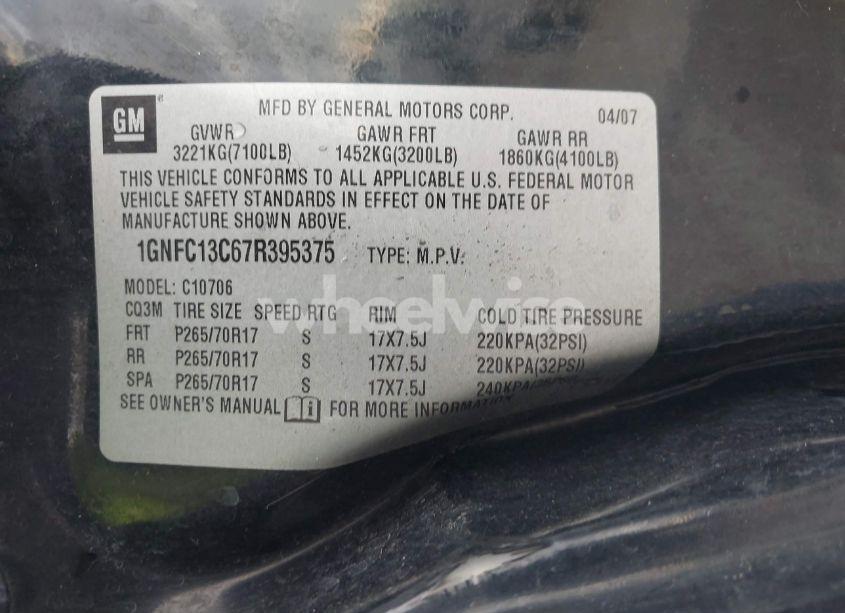 GM
MFD BY GENERAL MOTORS CORP. 04/07
GVWR GAWR FRT GAWR RR
3221KG(7100LB) 1452KG(3200LB) 1860KG(4100LB)
THIS VEHICLE CONFORMS TO ALL APPLICABLE U.S. FEDERAL MOTOR
VEHICLE SAFETY STANDARDS IN EFFECT ON THE DATE OF
MANUFACTURE SHOWN ABOVE.
1GNFC13C67R395375 TYPE: M.P.V.
MODEL: C10706
wheelwire
CQ3M TIRE SIZE SPEED RTG RIM COLD TIRE PRESSURE
FRT P265/70R17 S 17X7.5J 220KPA(32PSI)
RR P265/70R17 S 17X7.5J 220KPA(32PSI)
SPA P265/70R17 S 17X7.5J 240KPA(35PSI)
SEE OWNER'S MANUAL FOR MORE INFORMATION